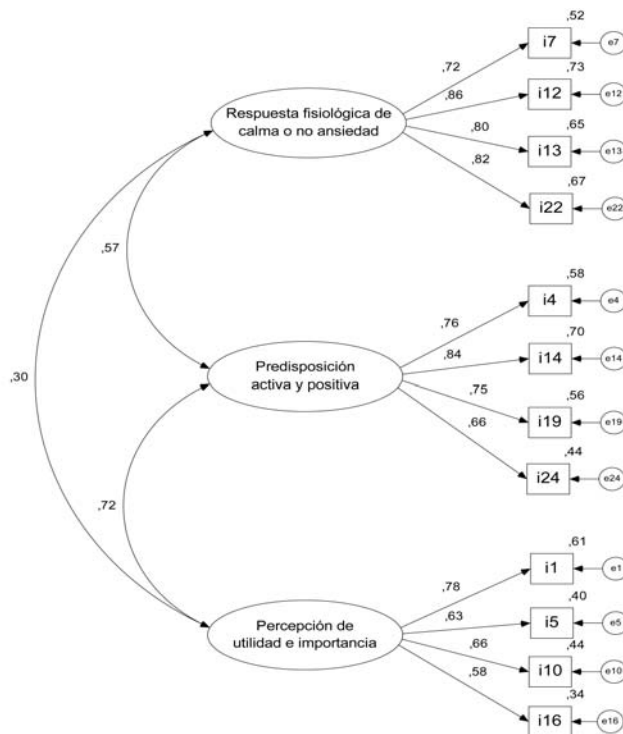 ,52
,72
i7
e7
,73
,86
i12
e12
Respuesta fisiológica de
calma o no ansiedad
,65
,80
i13
e13
,67
,82
i22
e22
,57
,58
,76
i4
e4
,70
,84
i14
e14
Predisposición
activa y positiva
,56
,75
i19
e19
,44
,66
i24
e24
,30
,72
,61
,78
i1
e1
,40
,63
i5
e5
Percepción de
utilidad e importancia
,44
,66
i10
e10
,34
,58
i16
e16